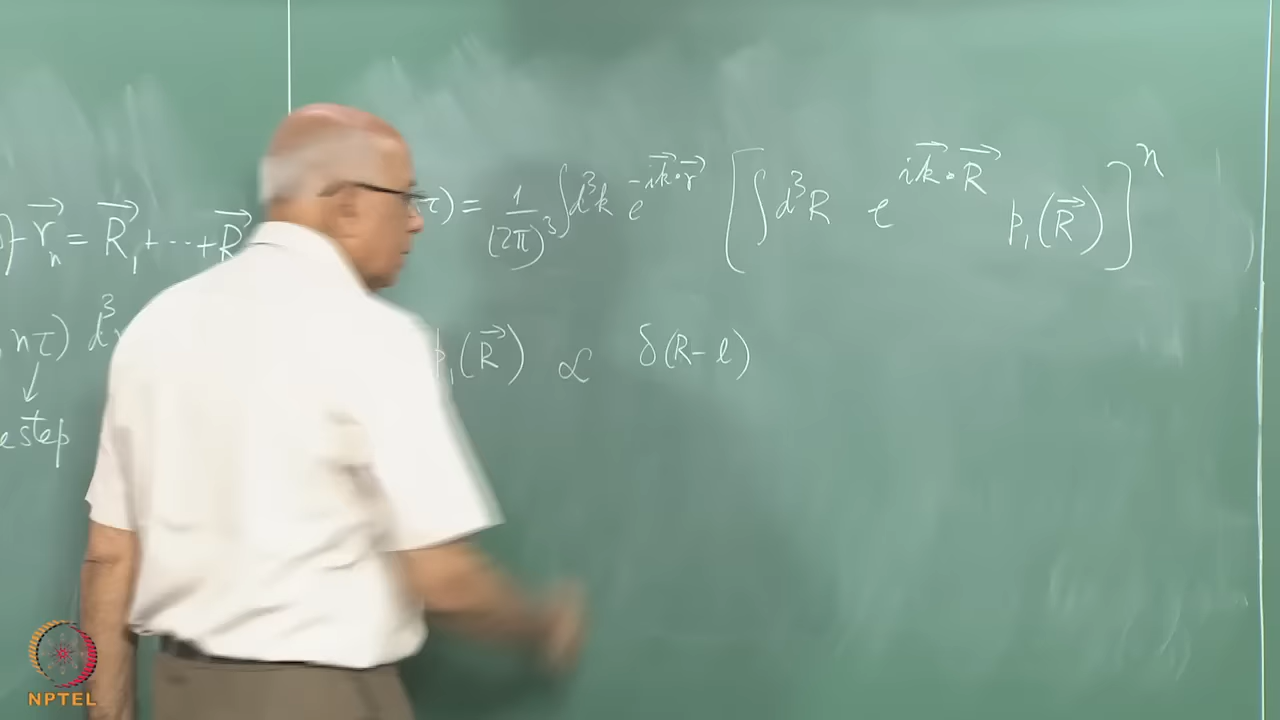 r⃗ₙ = R⃗₁ + ··· + R⃗
τ) = 1/(2π)³ ∫ d³k e^{-ik⃗·r⃗} [ ∫ d³R e^{ik⃗·R⃗} p₁(R⃗) ]ⁿ
nτ) d³
p₁(R⃗) ∝ δ(R-l)
↓
step
NPTEL